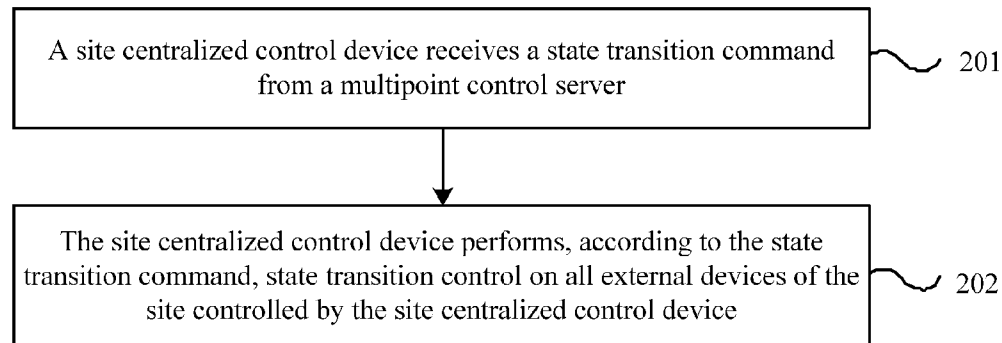 A site centralized control device receives a state transition command
from a multipoint control server
201
The site centralized control device performs, according to the state
transition command, state transition control on all external devices of the
site controlled by the site centralized control device
202